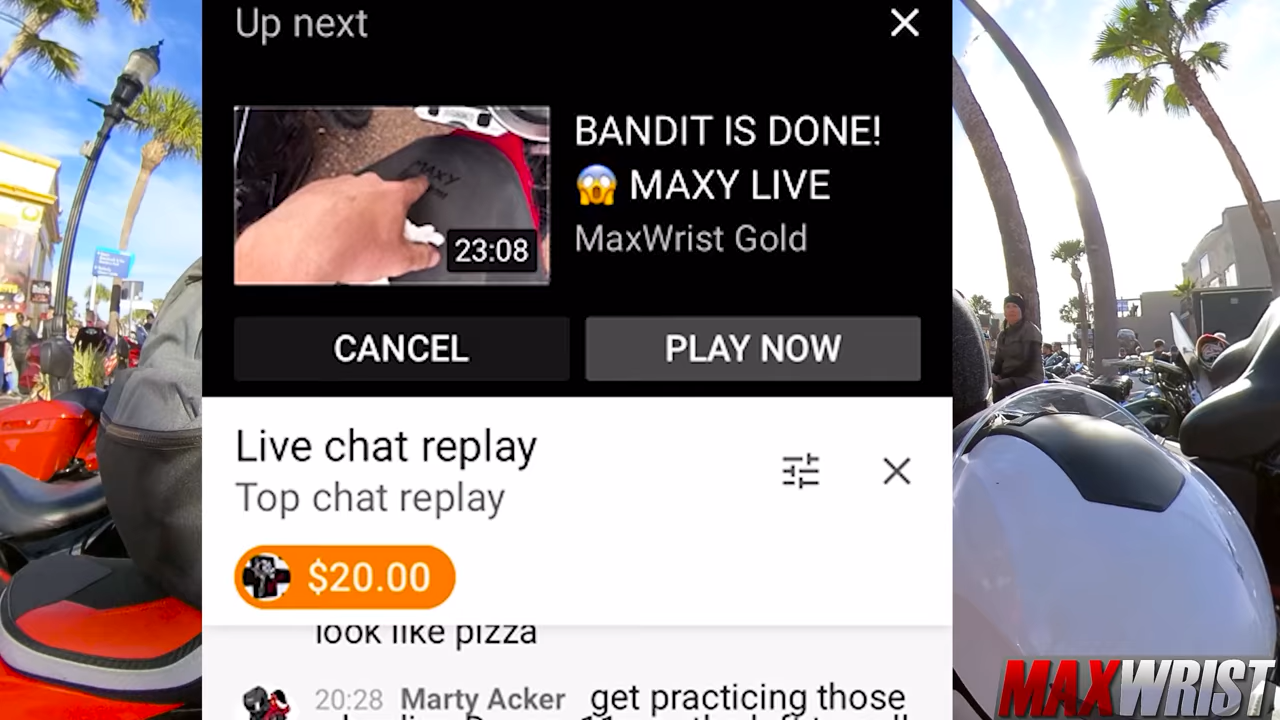 Up next
BANDIT IS DONE!
😱 MAXY LIVE
MaxWrist Gold
MAXY
23:08
CANCEL
PLAY NOW
Live chat replay
Top chat replay
$20.00
look like pizza
20:28 Marty Acker get practicing those
MAXWRIST.